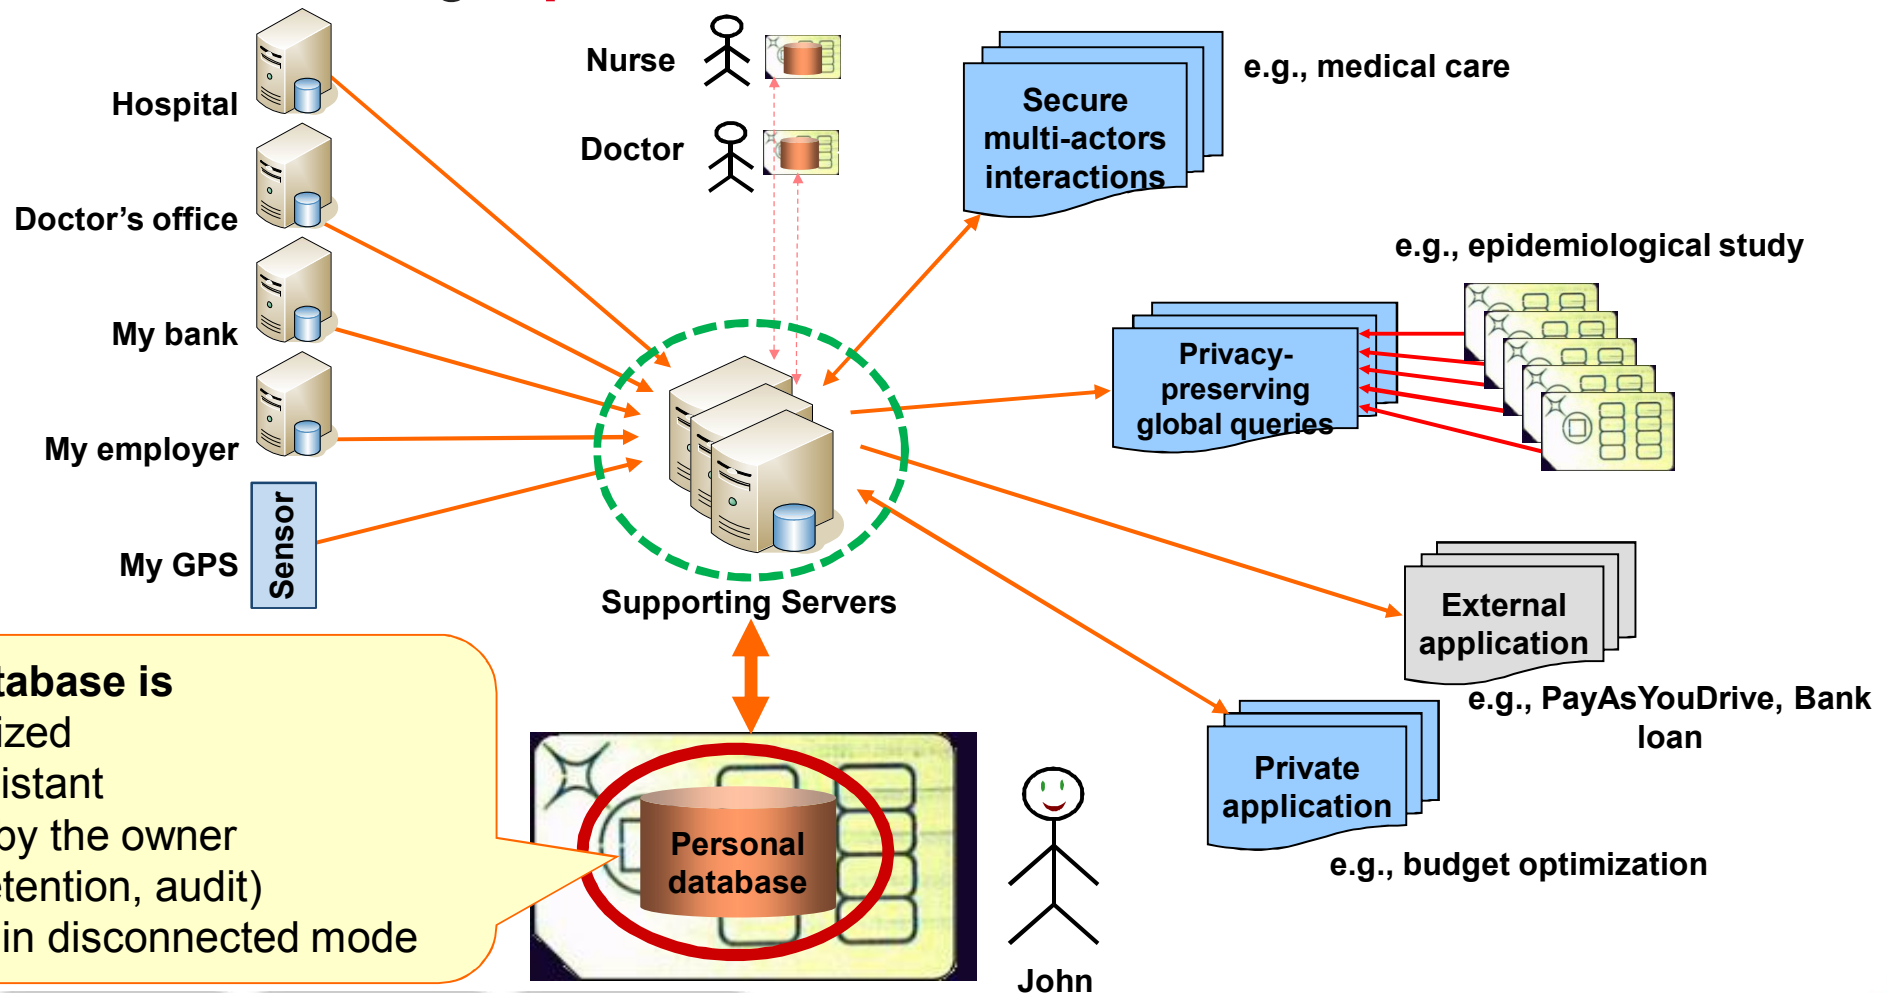 Nurse
Hospital
Doctor
Doctor's office
My bank
My employer
My GPS
Sensor
Secure
multi-actors
interactions
e.g., medical care
e.g., epidemiological study
Privacy-
preserving
global queries
Supporting Servers
External
application
e.g., PayAsYouDrive, Bank
loan
Private
application
e.g., budget optimization
tabase is
ized
istant
by the owner
etention, audit)
in disconnected mode
Personal
database
John